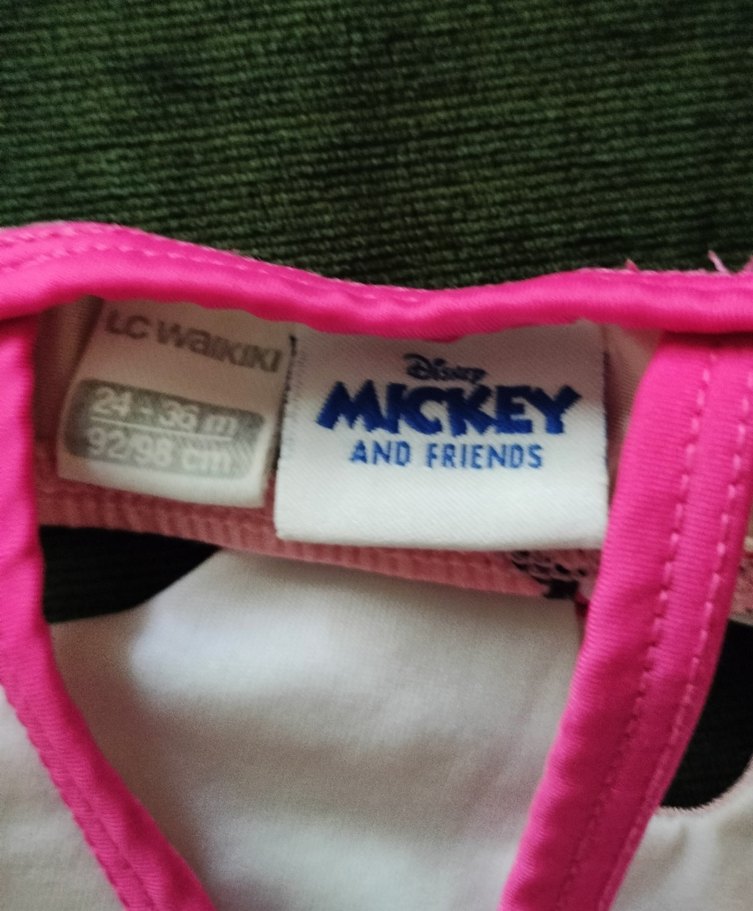 LC WAIKIKI
24 - 36 m
92/98 cm
Disney
MICKEY
AND FRIENDS